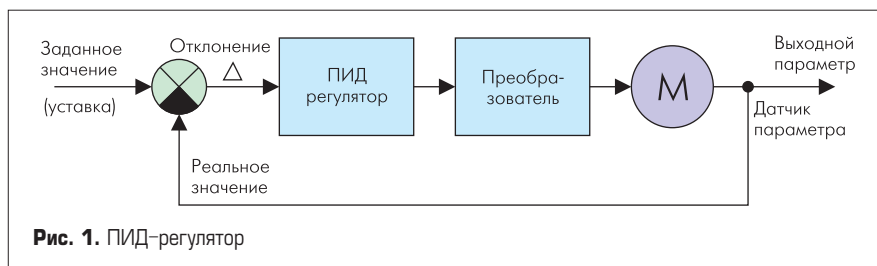 Заданное
значение
(уставка)
Отклонение
Δ
ПИД
регулятор
Преобра-
зователь
М
Выходной
параметр
Датчик
параметра
Реальное
значение
Рис. 1. ПИД-регулятор